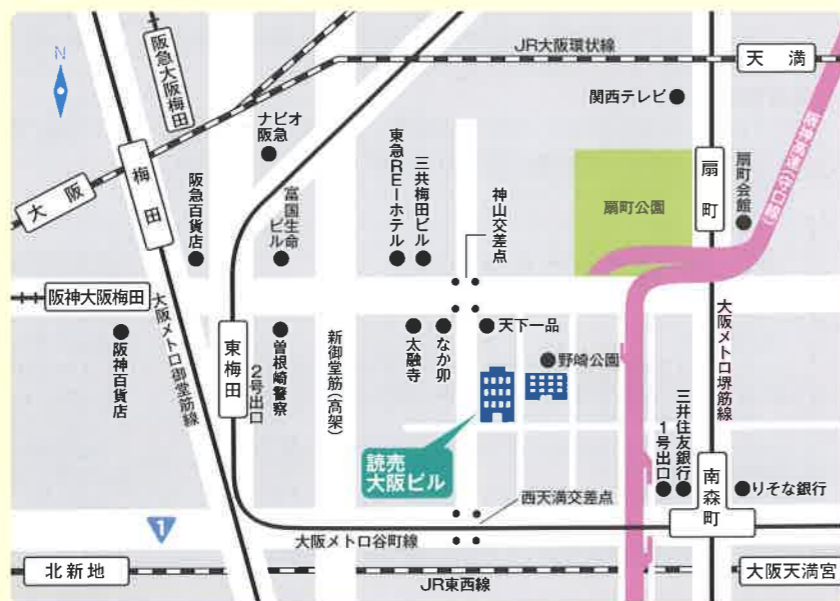 N
JR大阪環状線
天満
阪急大阪梅田
ナビオ
阪急
関西テレビ
阪神高速(守口線)
大阪
梅田
阪急百貨店
富国生命
ビル
東急REIホテル
三共梅田ビル
神山交差点
扇町公園
扇町
扇町会館
阪神大阪梅田
大阪メトロ御堂筋線
阪神百貨店
東梅田
2号出口
曽根崎警察
新御堂筋(高架)
太融寺
なか卯
天下一品
野崎公園
大阪メトロ堺筋線
読売
大阪ビル
三井住友銀行
1号出口
南森町
りそな銀行
西天満交差点
1
大阪メトロ谷町線
北新地
JR東西線
大阪天満宮